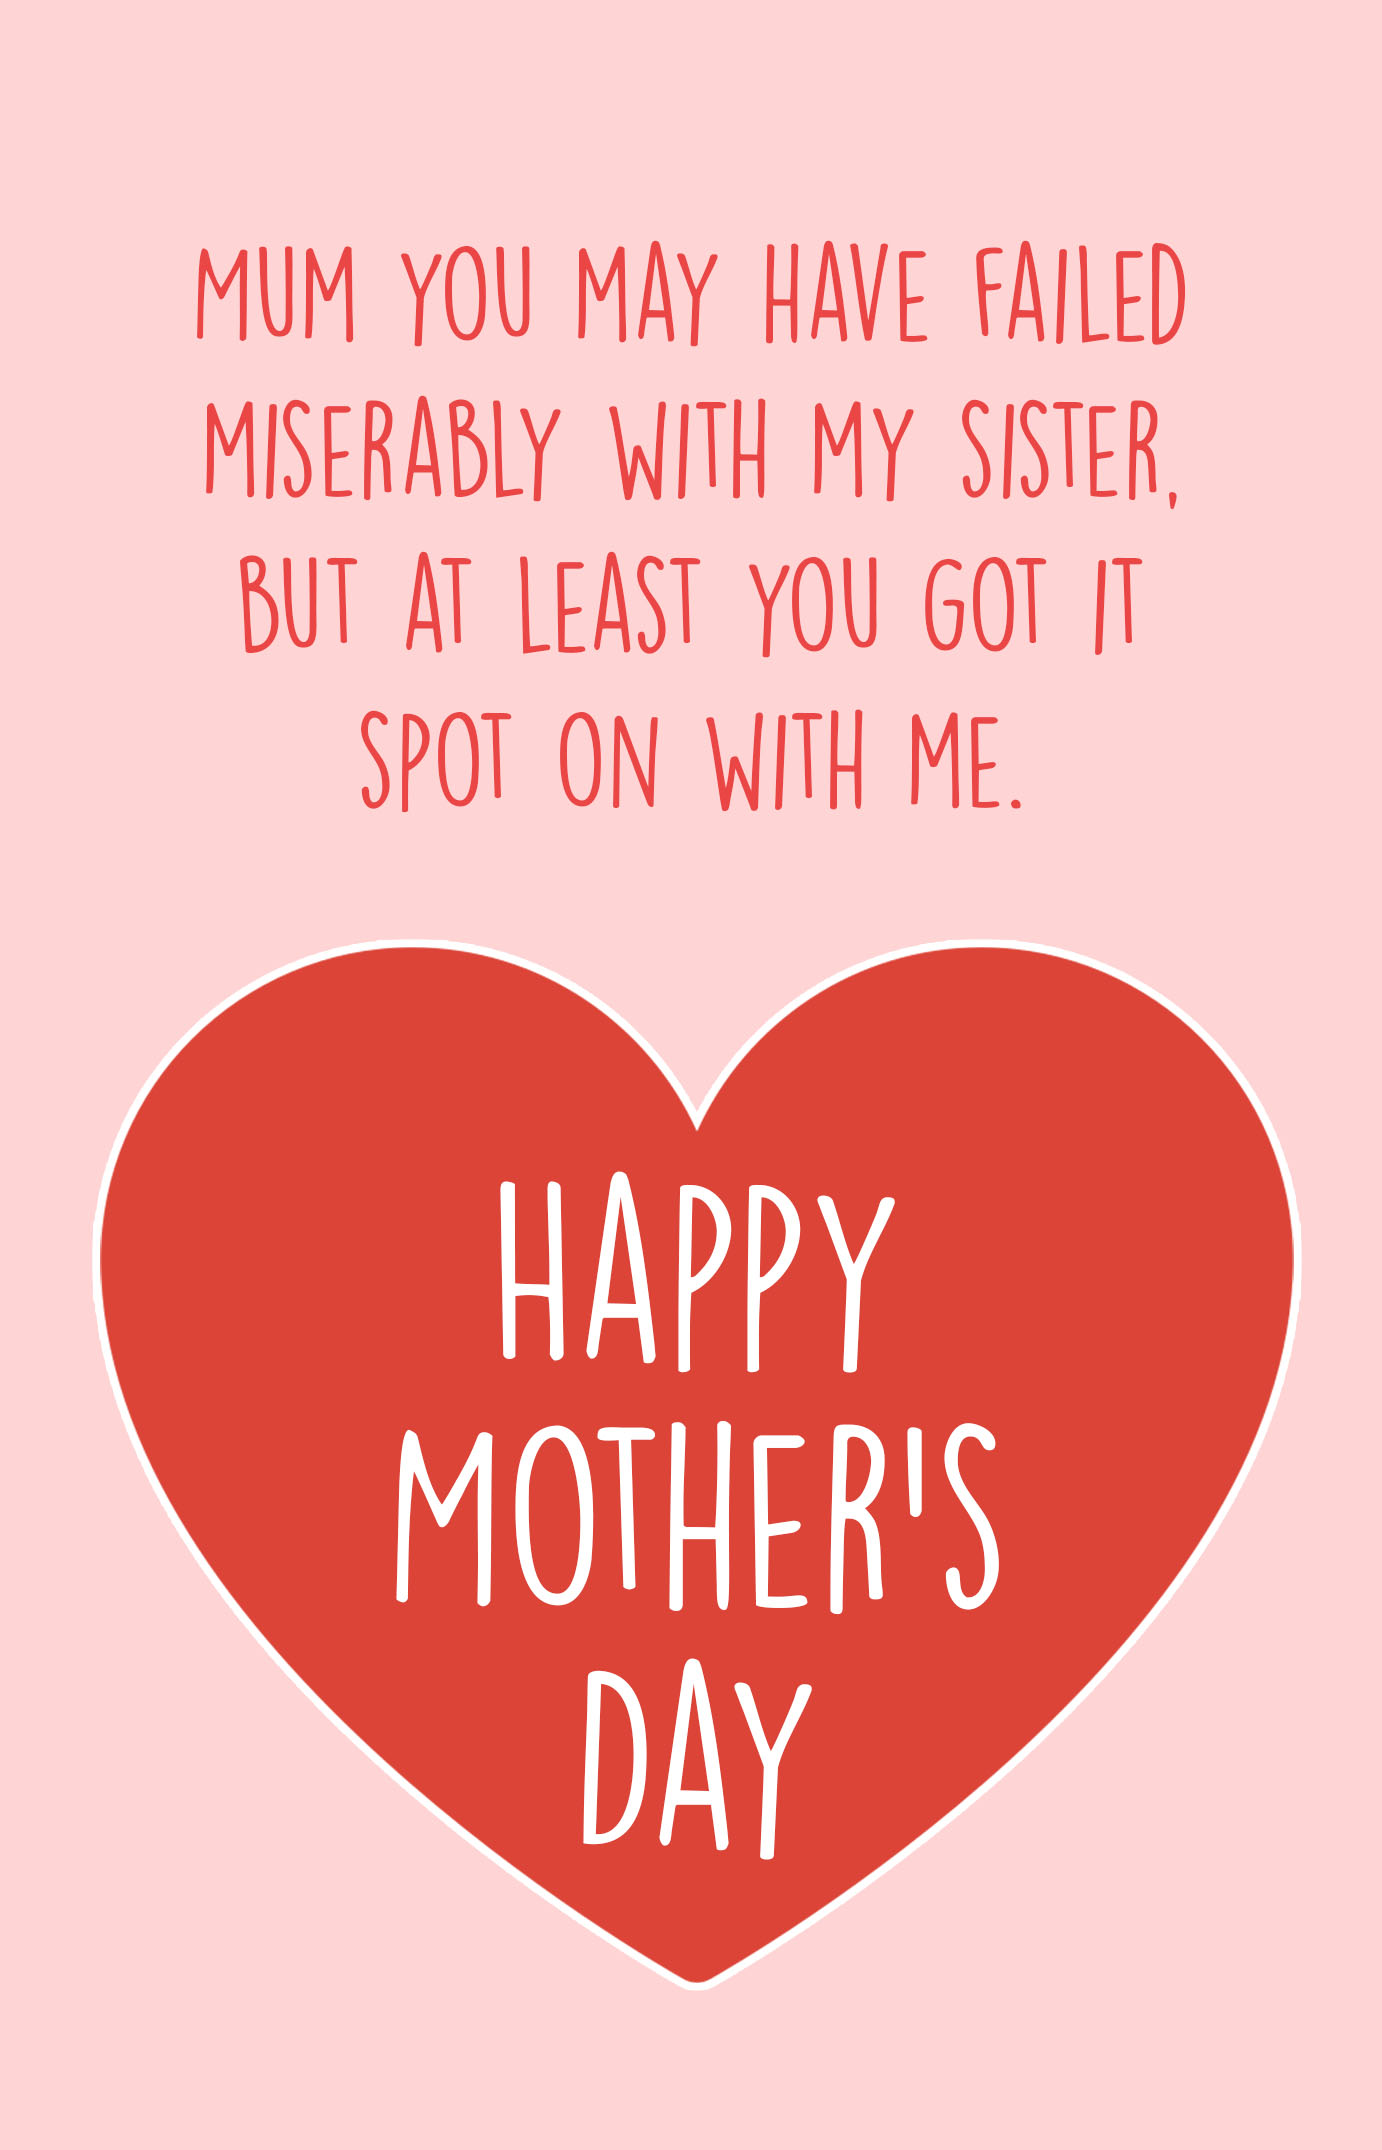 MUM YOU MAY HAVE FAILED
MISERABLY WITH MY SISTER,
BUT AT LEAST YOU GOT IT
SPOT ON WITH ME.
HAPPY
MOTHER'S
DAY